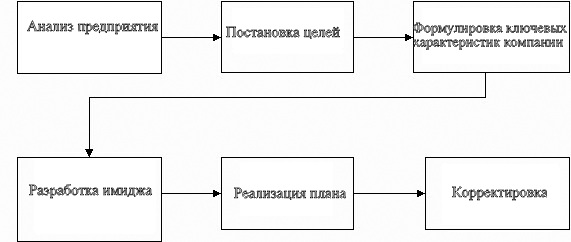 Анализ предприятия
Постановка целей
Формулировка ключевых
характеристик компании
Разработка имиджа
Реализация плана
Корректировка